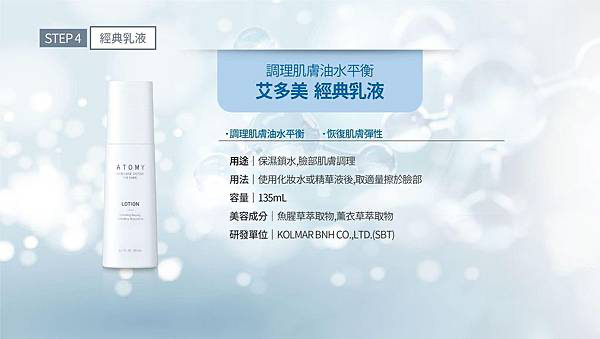 STEP 4 經典乳液
調理肌膚油水平衡
艾多美 經典乳液
·調理肌膚油水平衡 ·恢復肌膚彈性
用途｜保濕鎖水,臉部肌膚調理
用法｜使用化妝水或精華液後,取適量擦於臉部
容量｜135mL
美容成分｜魚腥草萃取物,薰衣草萃取物
研發單位｜KOLMAR BNH CO.,LTD.(SBT)
ATOMY
LOTION